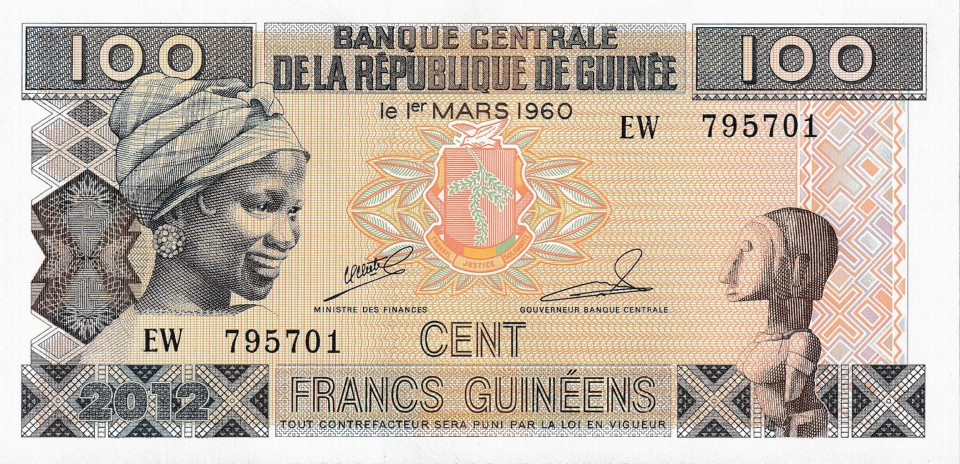 100
BANQUE CENTRALE
DE LA RÉPUBLIQUE DE GUINÉE
100
le 1er MARS 1960
EW 795701
JUSTICE
MINISTRE DES FINANCES
GOUVERNEUR BANQUE CENTRALE
EW 795701
CENT
2012
FRANCS GUINÉENS
TOUT CONTREFACTEUR SERA PUNI PAR LA LOI EN VIGUEUR